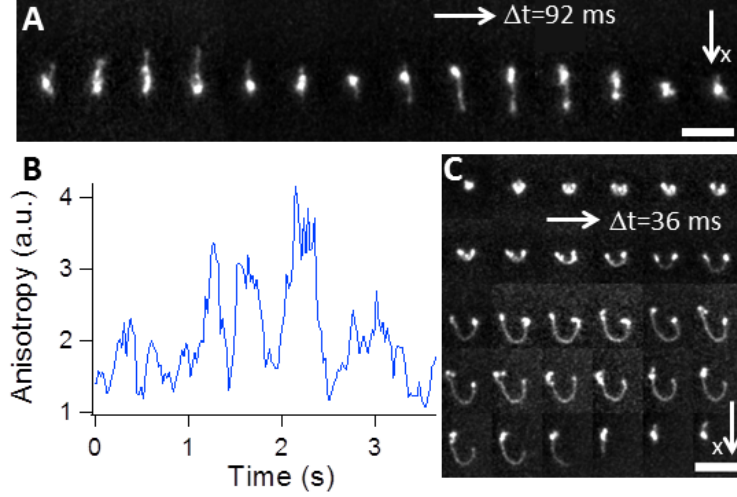 A
Δt=92 ms
x
B
Anisotropy (a.u.)
4
3
2
1
0
1
2
3
Time (s)
C
Δt=36 ms
x